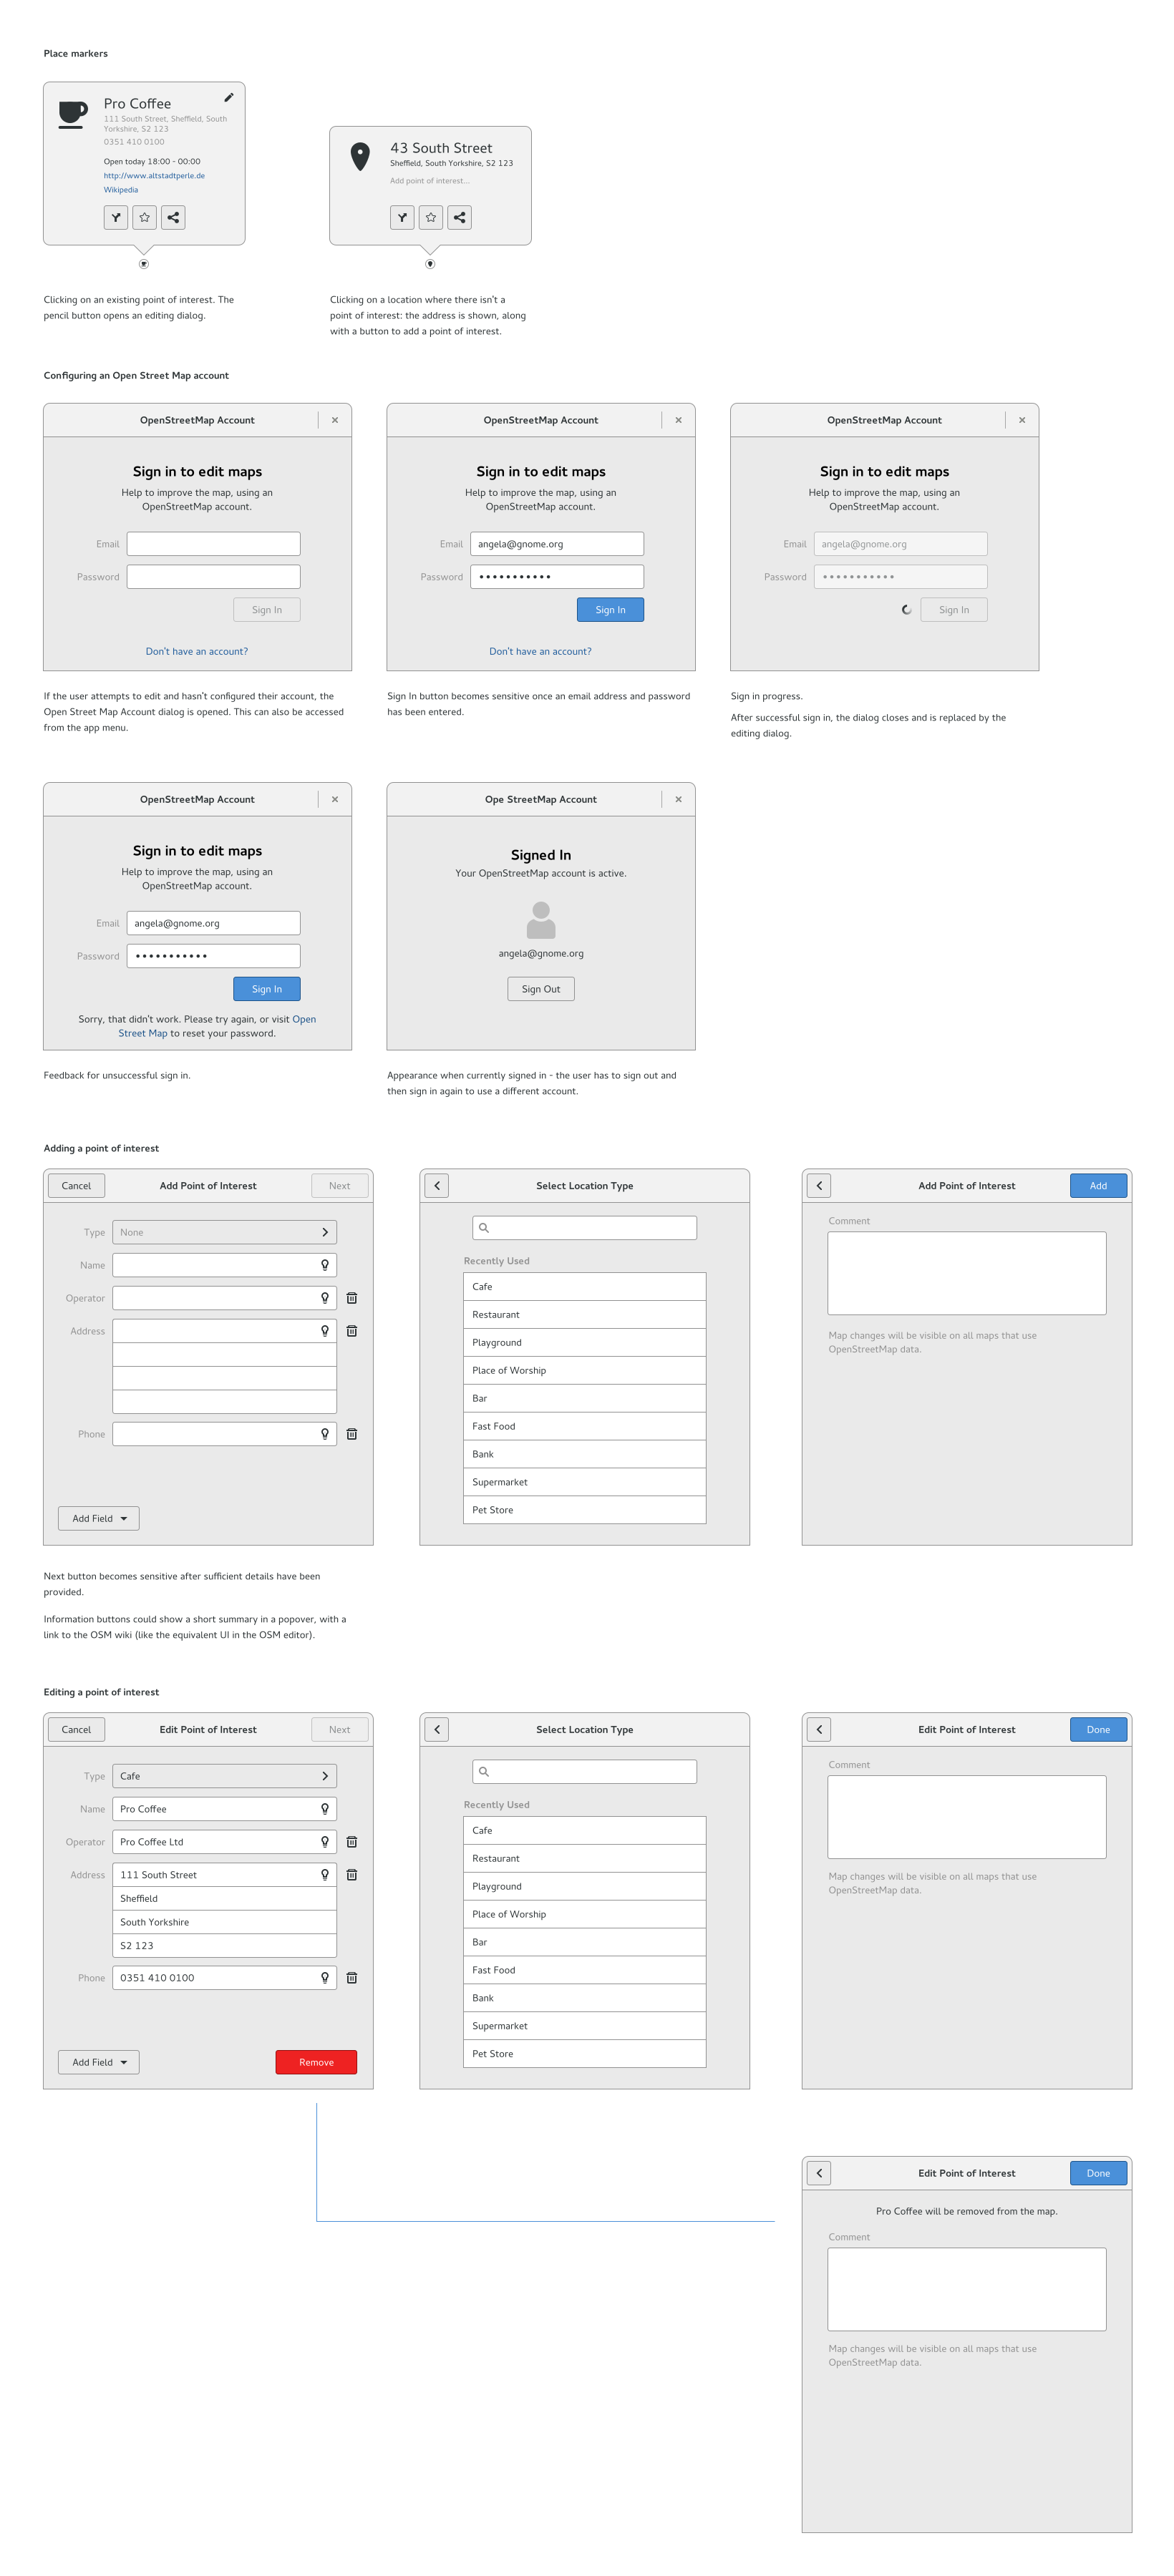 Place markers
Pro Coffee
111 South Street, Sheffield, South
Yorkshire, S2 123
0351 410 0100
Open today 18:00 - 00:00
http://www.altstadtperle.de
Wikipedia
43 South Street
Sheffield, South Yorkshire, S2 123
Add point of interest...
Clicking on an existing point of interest. The
pencil button opens an editing dialog.
Clicking on a location where there isn't a
point of interest: the address is shown, along
with a button to add a point of interest.
Configuring an Open Street Map account
OpenStreetMap Account
Sign in to edit maps
Help to improve the map, using an
OpenStreetMap account.
Email
Password
Sign In
Don't have an account?
OpenStreetMap Account
Sign in to edit maps
Help to improve the map, using an
OpenStreetMap account.
Email angela@gnome.org
Password •••••••••••
Sign In
Don't have an account?
OpenStreetMap Account
Sign in to edit maps
Help to improve the map, using an
OpenStreetMap account.
Email angela@gnome.org
Password •••••••••••
Sign In
If the user attempts to edit and hasn't configured their account, the
Open Street Map Account dialog is opened. This can also be accessed
from the app menu.
Sign In button becomes sensitive once an email address and password
has been entered.
Sign in progress.
After successful sign in, the dialog closes and is replaced by the
editing dialog.
OpenStreetMap Account
Sign in to edit maps
Help to improve the map, using an
OpenStreetMap account.
Email angela@gnome.org
Password •••••••••••
Sign In
Sorry, that didn't work. Please try again, or visit Open
Street Map to reset your password.
Ope StreetMap Account
Signed In
Your OpenStreetMap account is active.
angela@gnome.org
Sign Out
Feedback for unsuccessful sign in.
Appearance when currently signed in - the user has to sign out and
then sign in again to use a different account.
Adding a point of interest
Cancel Add Point of Interest Next
Type None
Name
Operator
Address
Phone
Add Field
Select Location Type
Recently Used
Cafe
Restaurant
Playground
Place of Worship
Bar
Fast Food
Bank
Supermarket
Pet Store
Add Point of Interest Add
Comment
Map changes will be visible on all maps that use
OpenStreetMap data.
Next button becomes sensitive after sufficient details have been
provided.
Information buttons could show a short summary in a popover, with a
link to the OSM wiki (like the equivalent UI in the OSM editor).
Editing a point of interest
Cancel Edit Point of Interest Next
Type Cafe
Name Pro Coffee
Operator Pro Coffee Ltd
Address 111 South Street
Sheffield
South Yorkshire
S2 123
Phone 0351 410 0100
Add Field Remove
Select Location Type
Recently Used
Cafe
Restaurant
Playground
Place of Worship
Bar
Fast Food
Bank
Supermarket
Pet Store
Edit Point of Interest Done
Comment
Map changes will be visible on all maps that use
OpenStreetMap data.
Edit Point of Interest Done
Pro Coffee will be removed from the map.
Comment
Map changes will be visible on all maps that use
OpenStreetMap data.